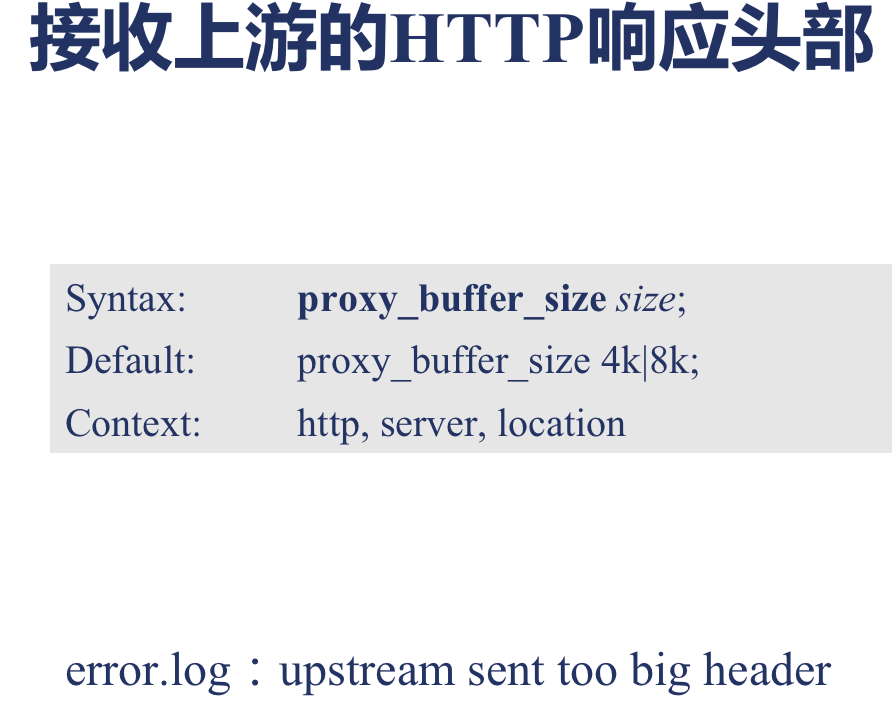 接收上游的HTTP响应头部
Syntax: proxy_buffer_size size;
Default: proxy_buffer_size 4k|8k;
Context: http, server, location
error.log：upstream sent too big header